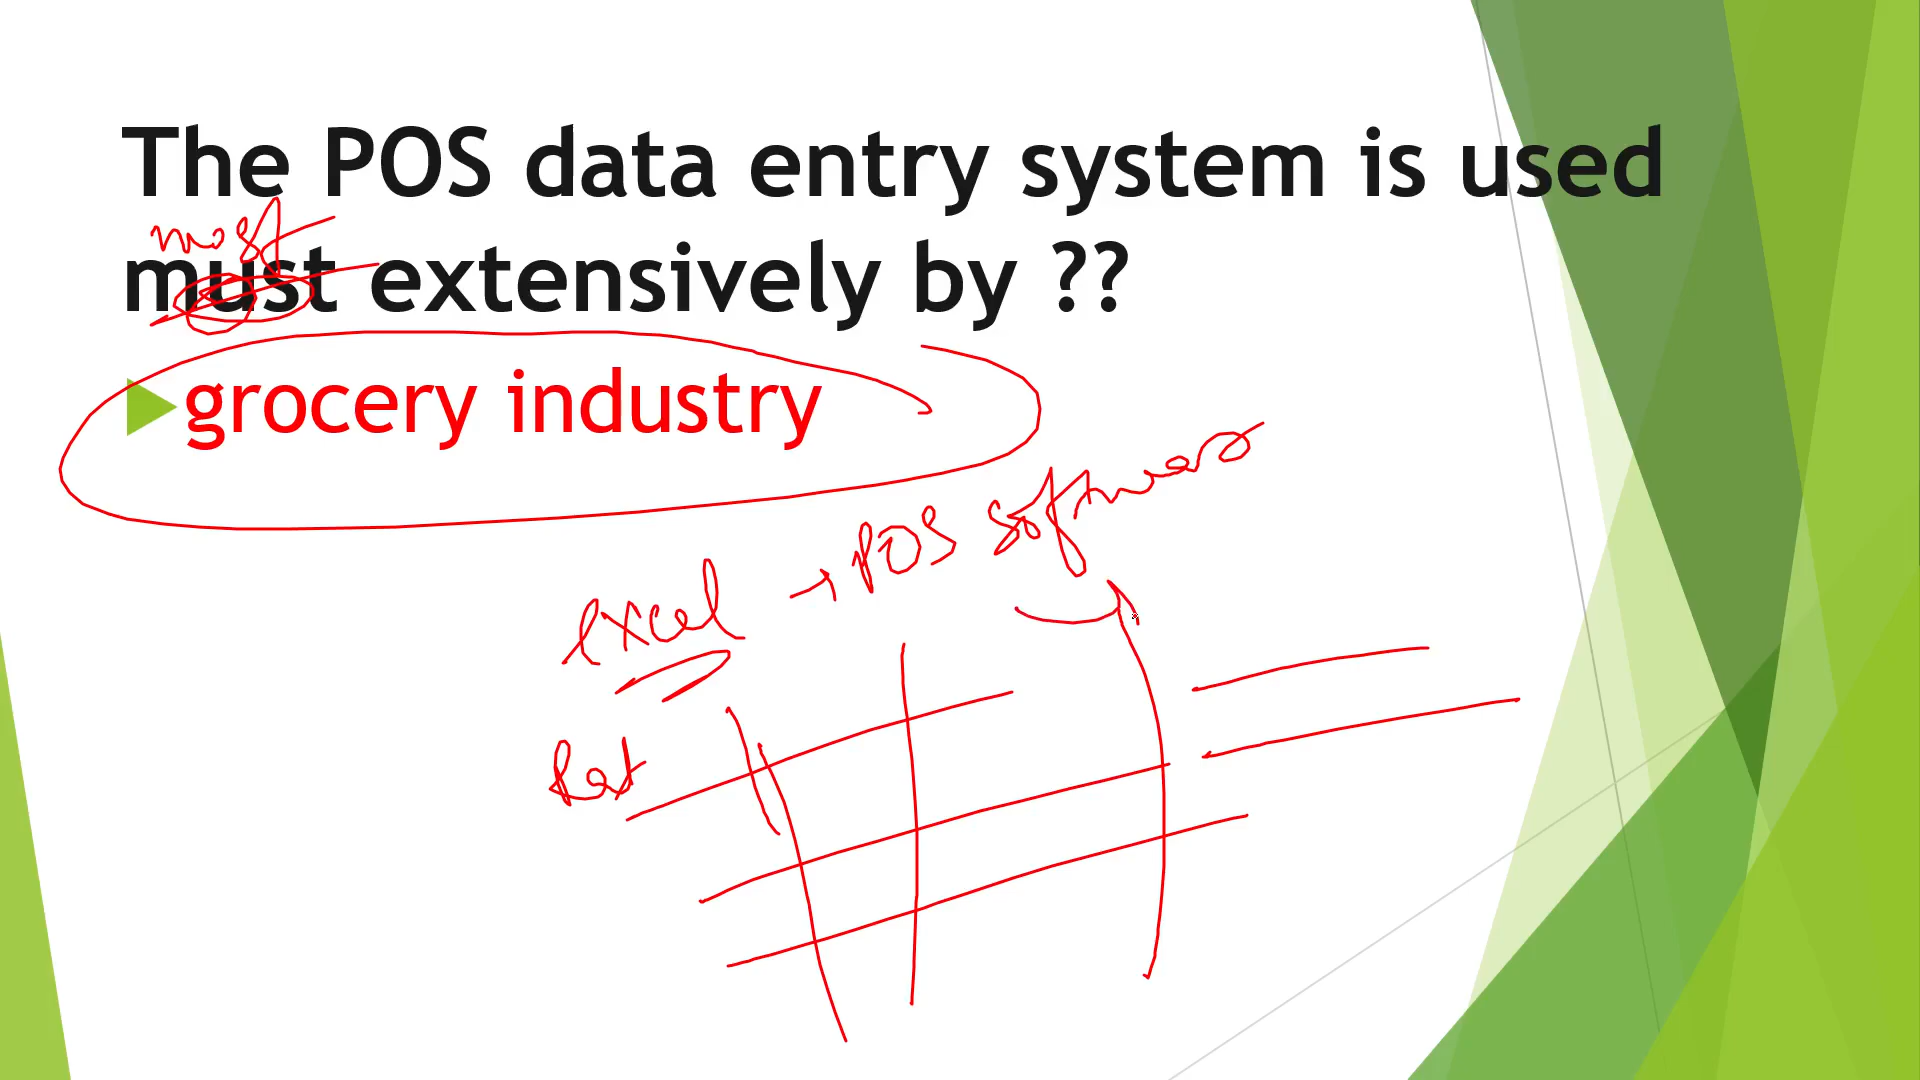 The POS data entry system is used
most
must extensively by ??
grocery industry
excel → POS software